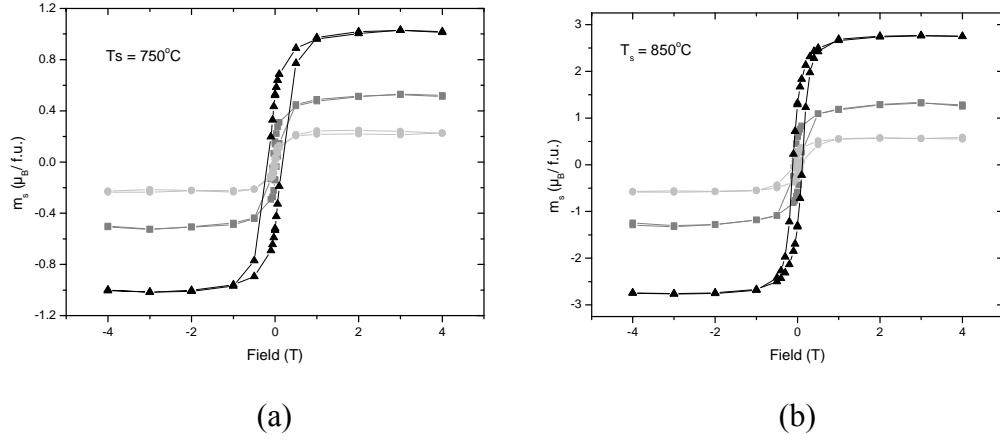 1.2
0.8
0.4
0.0
-0.4
-0.8
-1.2
m_s (μ_B/ f.u.)
Ts = 750°C
-4 -2 0 2 4
Field (T)
(a)
3
2
1
0
-1
-2
-3
m_s (μ_B/ f.u.)
T_s = 850°C
-4 -2 0 2 4
Field (T)
(b)